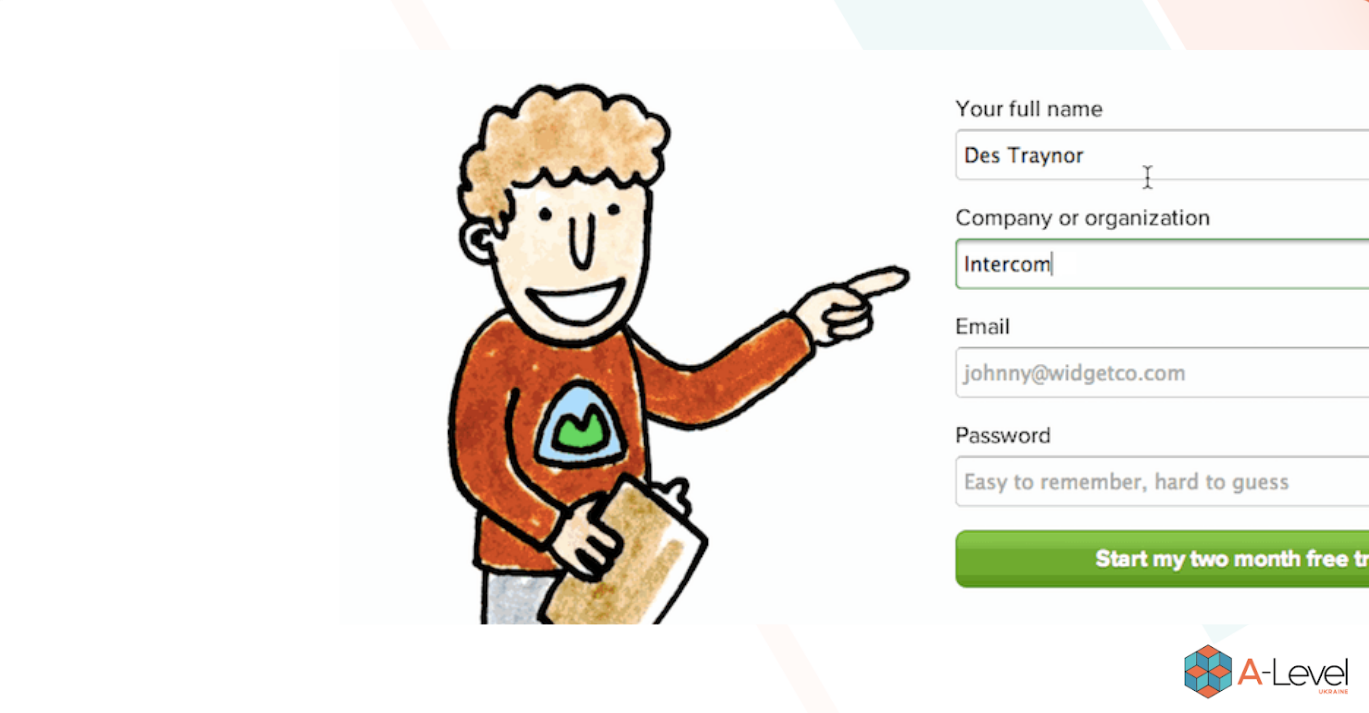 Your full name
Des Traynor
Company or organization
Intercom
Email
johnny@widgetco.com
Password
Easy to remember, hard to guess
Start my two month free tr
A-Level
UKRAINE